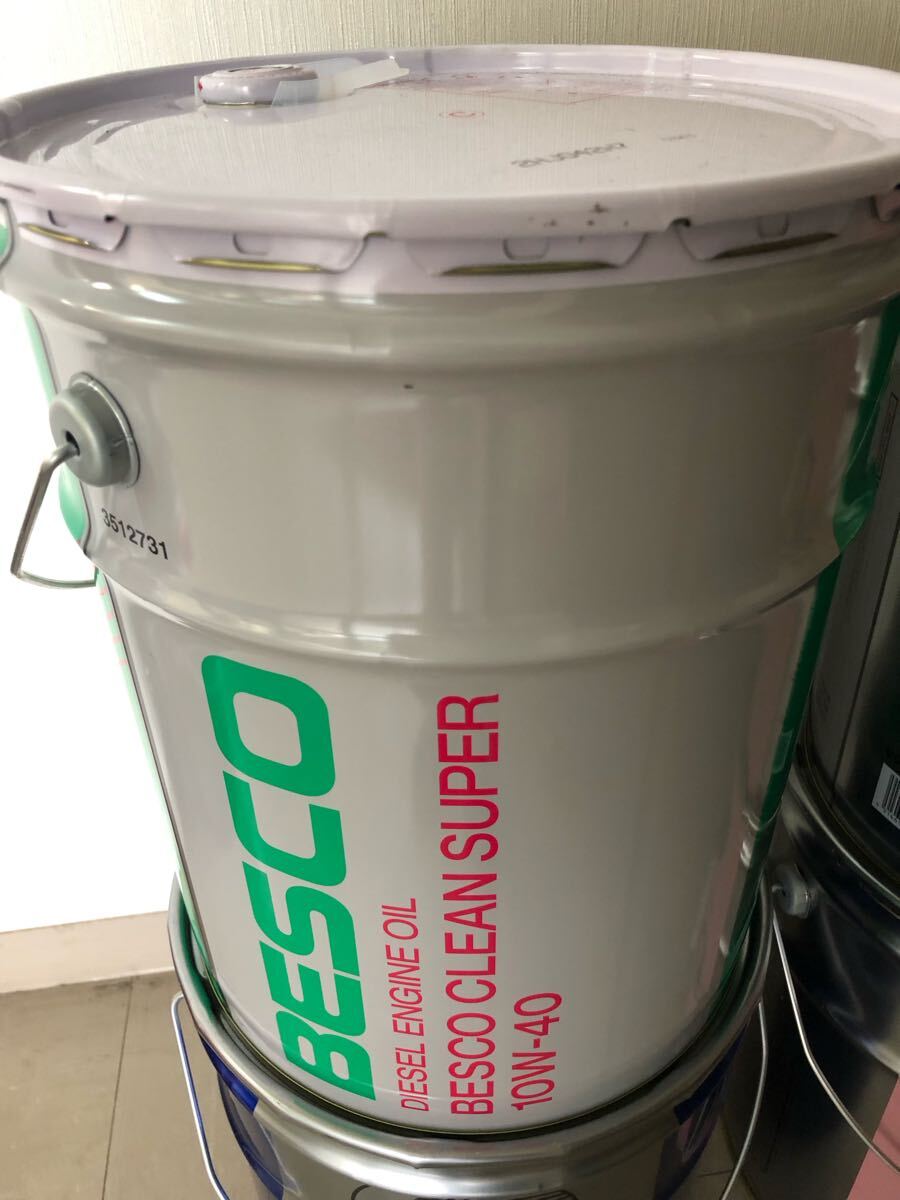 3512731
BESCO
DIESEL ENGINE OIL
BESCO CLEAN SUPER
10W-40